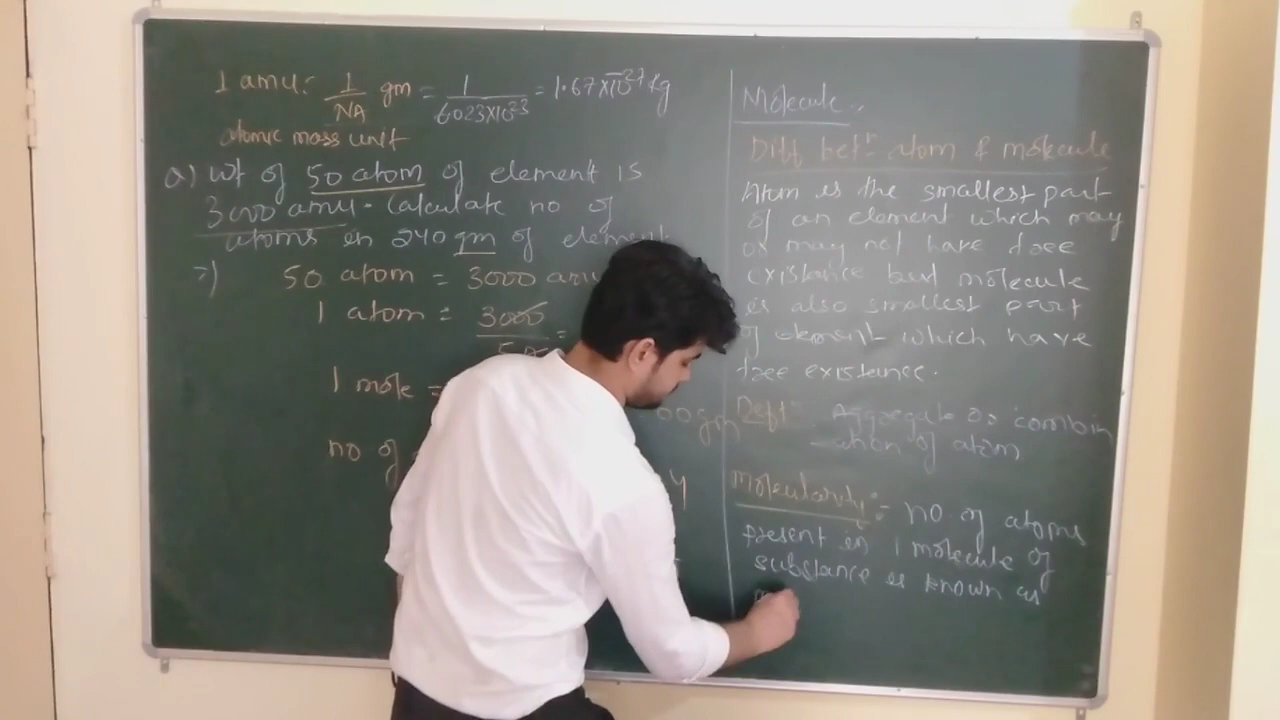 1 amu: 1/NA gm = 1/6023×10^23 = 1.67×10^-27 kg
atomic mass unit
Q) wt of 50 atom of element is
3000 amu. Calculate no of
atoms in 240 gm of element
=) 50 atom = 3000 amu
1 atom = 3000
1 mole =
no of
00 gm
Molecule..
Diff betn atom & molecule
Atom is the smallest part
of an element which may
or may not have free
existance but molecule
is also smallest part
of element which have
free existence.
Defn Aggregate or combin
-ation of atom
Molecularity :- no of atoms
present in 1 molecule of
substance is known as